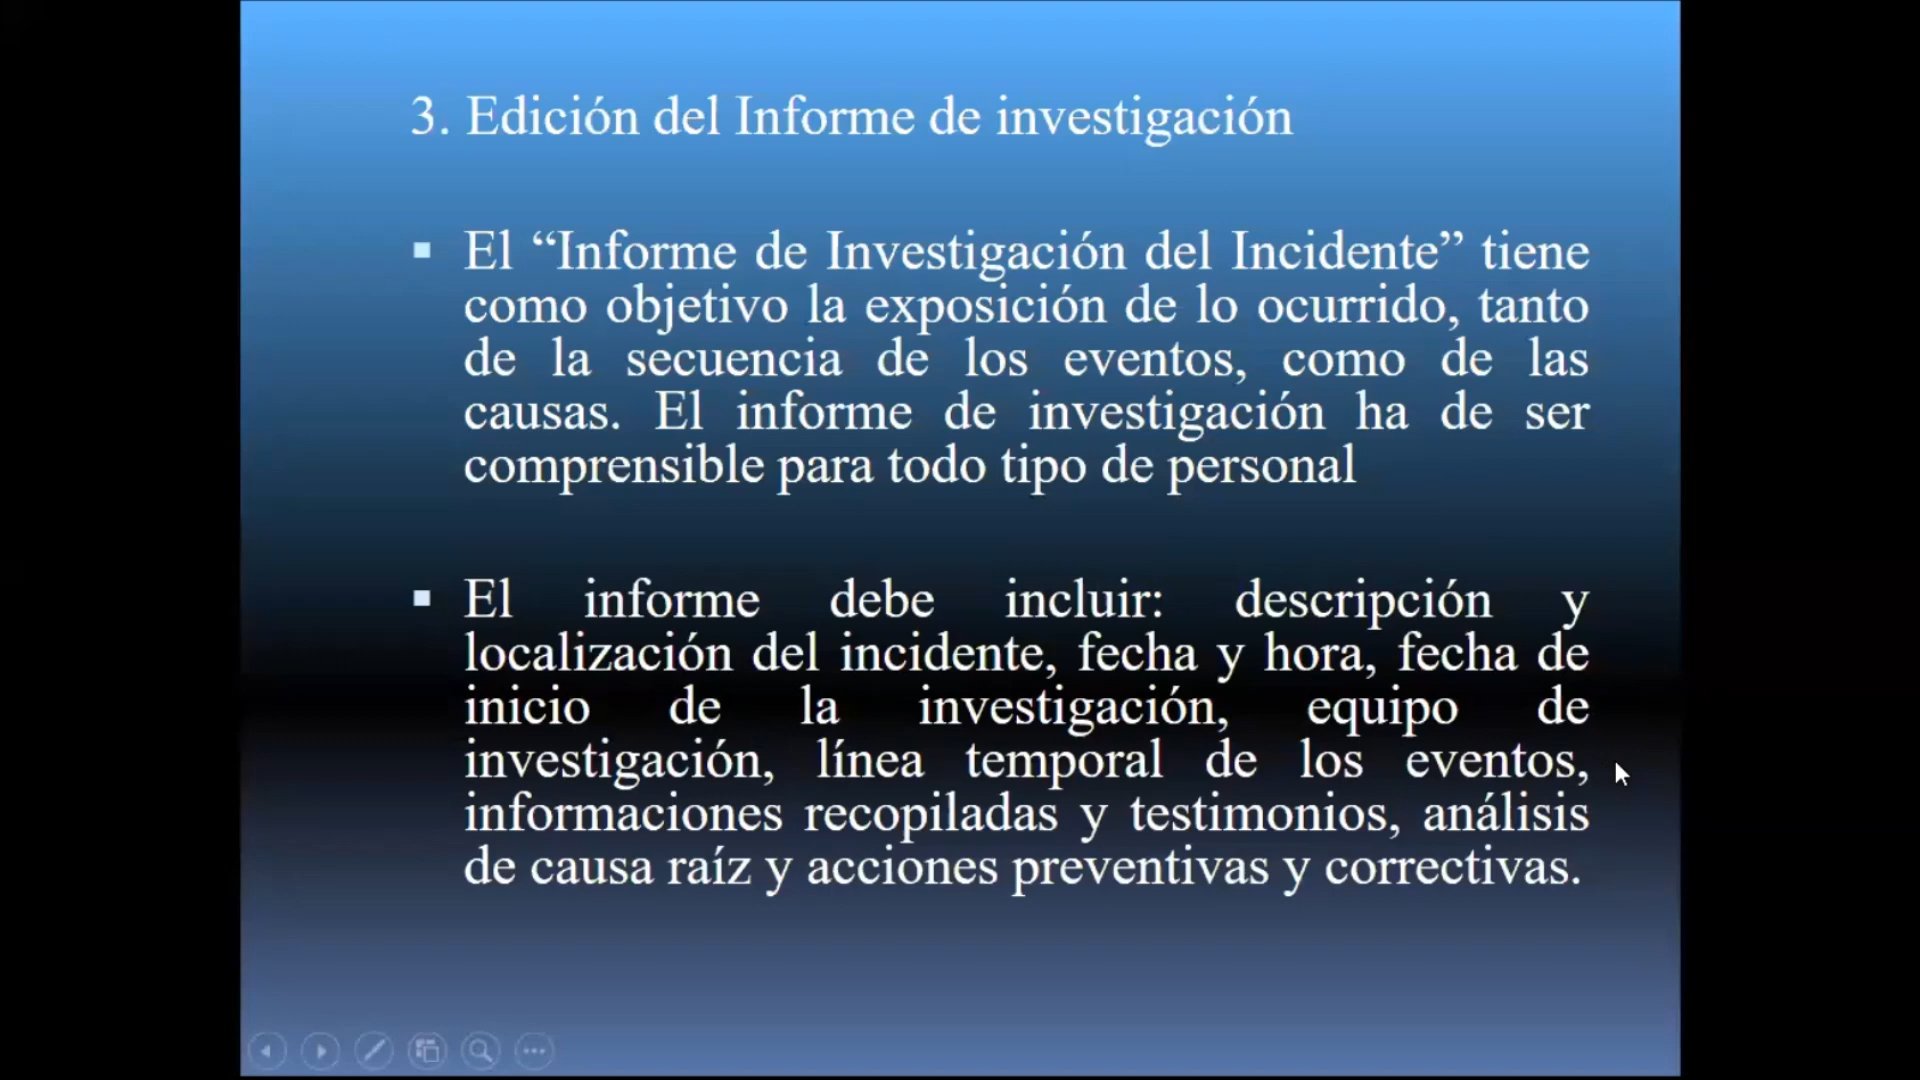 3. Edición del Informe de investigación
El “Informe de Investigación del Incidente” tiene
como objetivo la exposición de lo ocurrido, tanto
de la secuencia de los eventos, como de las
causas. El informe de investigación ha de ser
comprensible para todo tipo de personal
El informe debe incluir: descripción y
localización del incidente, fecha y hora, fecha de
inicio de la investigación, equipo de
investigación, línea temporal de los eventos,
informaciones recopiladas y testimonios, análisis
de causa raíz y acciones preventivas y correctivas.